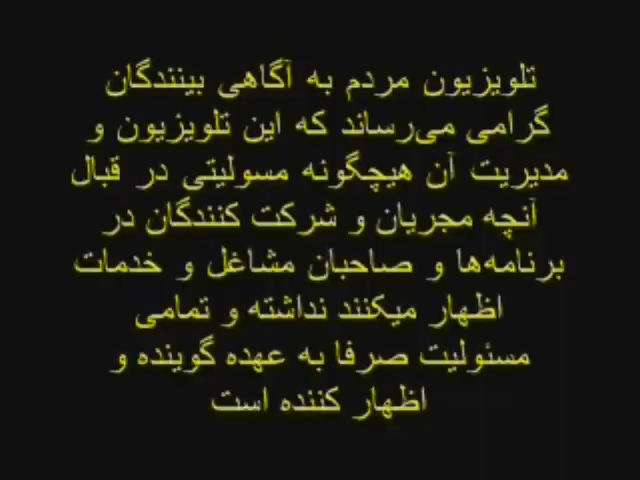 تلویزیون مردم به آگاهی بینندگان
گرامی می‌رساند که این تلویزیون و
مدیریت آن هیچگونه مسولیتی در قبال
آنچه مجریان و شرکت کنندگان در
برنامه‌ها و صاحبان مشاغل و خدمات
اظهار میکنند نداشته و تمامی
مسئولیت صرفا به عهده گوینده و
اظهار کننده است